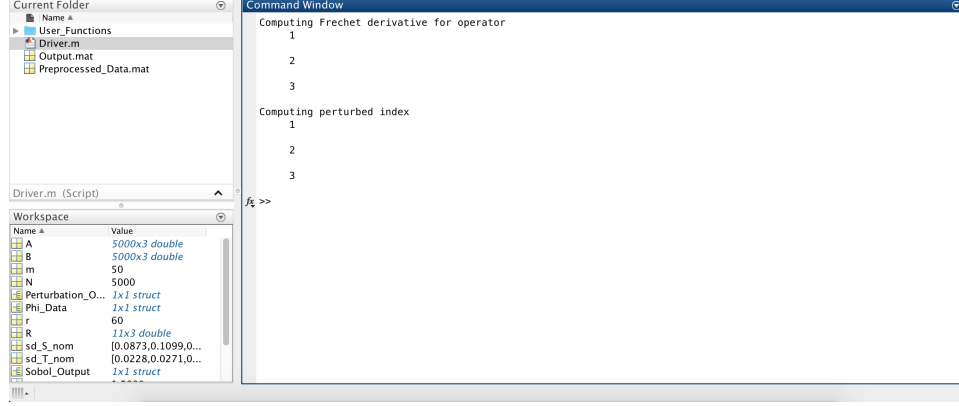 Current Folder
Name
User_Functions
Driver.m
Output.mat
Preprocessed_Data.mat
Driver.m (Script)
Workspace
Name Value
A 5000x3 double
B 5000x3 double
m 50
N 5000
Perturbation_O... 1x1 struct
Phi_Data 1x1 struct
r 60
R 11x3 double
sd_S_nom [0.0873,0.1099,0...
sd_T_nom [0.0228,0.0271,0...
Sobol_Output 1x1 struct
Command Window
Computing Frechet derivative for operator
1
2
3
Computing perturbed index
1
2
3
fx >>